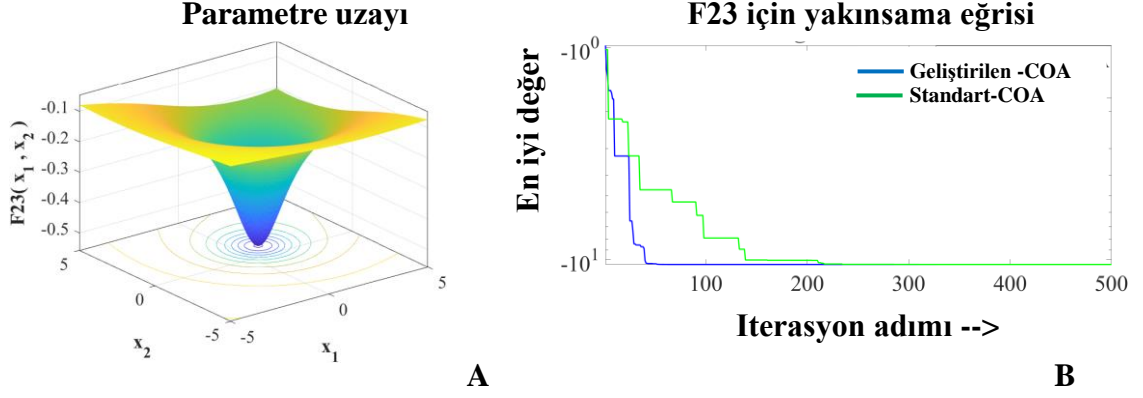 Parametre uzayı
F23( x1 , x2 )
-0.1
-0.2
-0.3
-0.4
-0.5
5
0
-5
x2
-5
0
5
x1
A
F23 için yakınsama eğrisi
En iyi değer
-10^0
-10^1
Geliştirilen -COA
Standart-COA
100
200
300
400
500
Iterasyon adımı -->
B